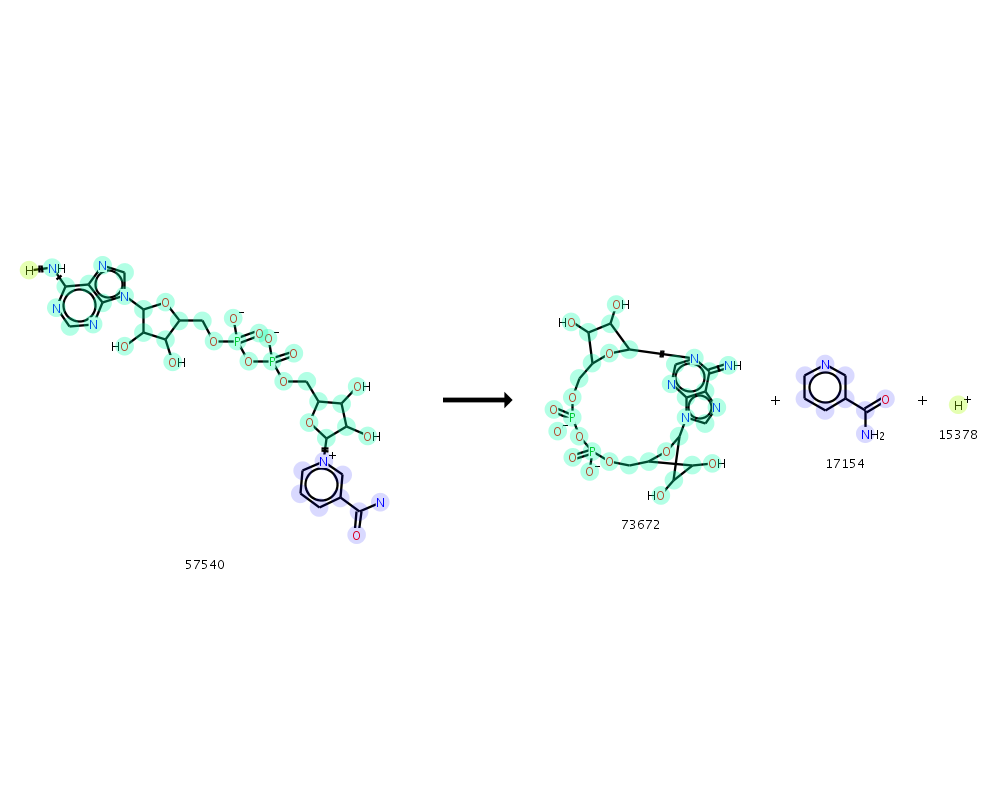 H NH N N N N O HO OH O O⁻ P O O O⁻ P O O OH O OH N⁺ N O
57540
OH HO O N NH N N N O O P O⁻ O O P O⁻ O O OH HO
73672
+
N O NH2
17154
+
H⁺
15378